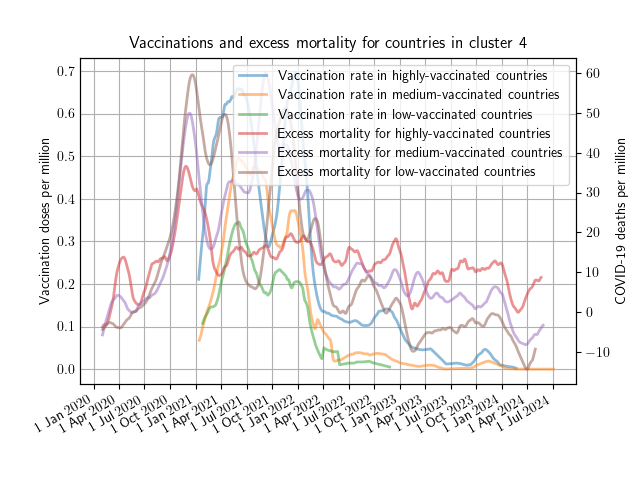 Vaccinations and excess mortality for countries in cluster 4
Vaccination rate in highly-vaccinated countries
Vaccination rate in medium-vaccinated countries
Vaccination rate in low-vaccinated countries
Excess mortality for highly-vaccinated countries
Excess mortality for medium-vaccinated countries
Excess mortality for low-vaccinated countries
Vaccination doses per million
0.7
0.6
0.5
0.4
0.3
0.2
0.1
0.0
COVID-19 deaths per million
60
50
40
30
20
10
0
−10
1 Jan 2020
1 Apr 2020
1 Jul 2020
1 Oct 2020
1 Jan 2021
1 Apr 2021
1 Jul 2021
1 Oct 2021
1 Jan 2022
1 Apr 2022
1 Jul 2022
1 Oct 2022
1 Jan 2023
1 Apr 2023
1 Jul 2023
1 Oct 2023
1 Jan 2024
1 Apr 2024
1 Jul 2024